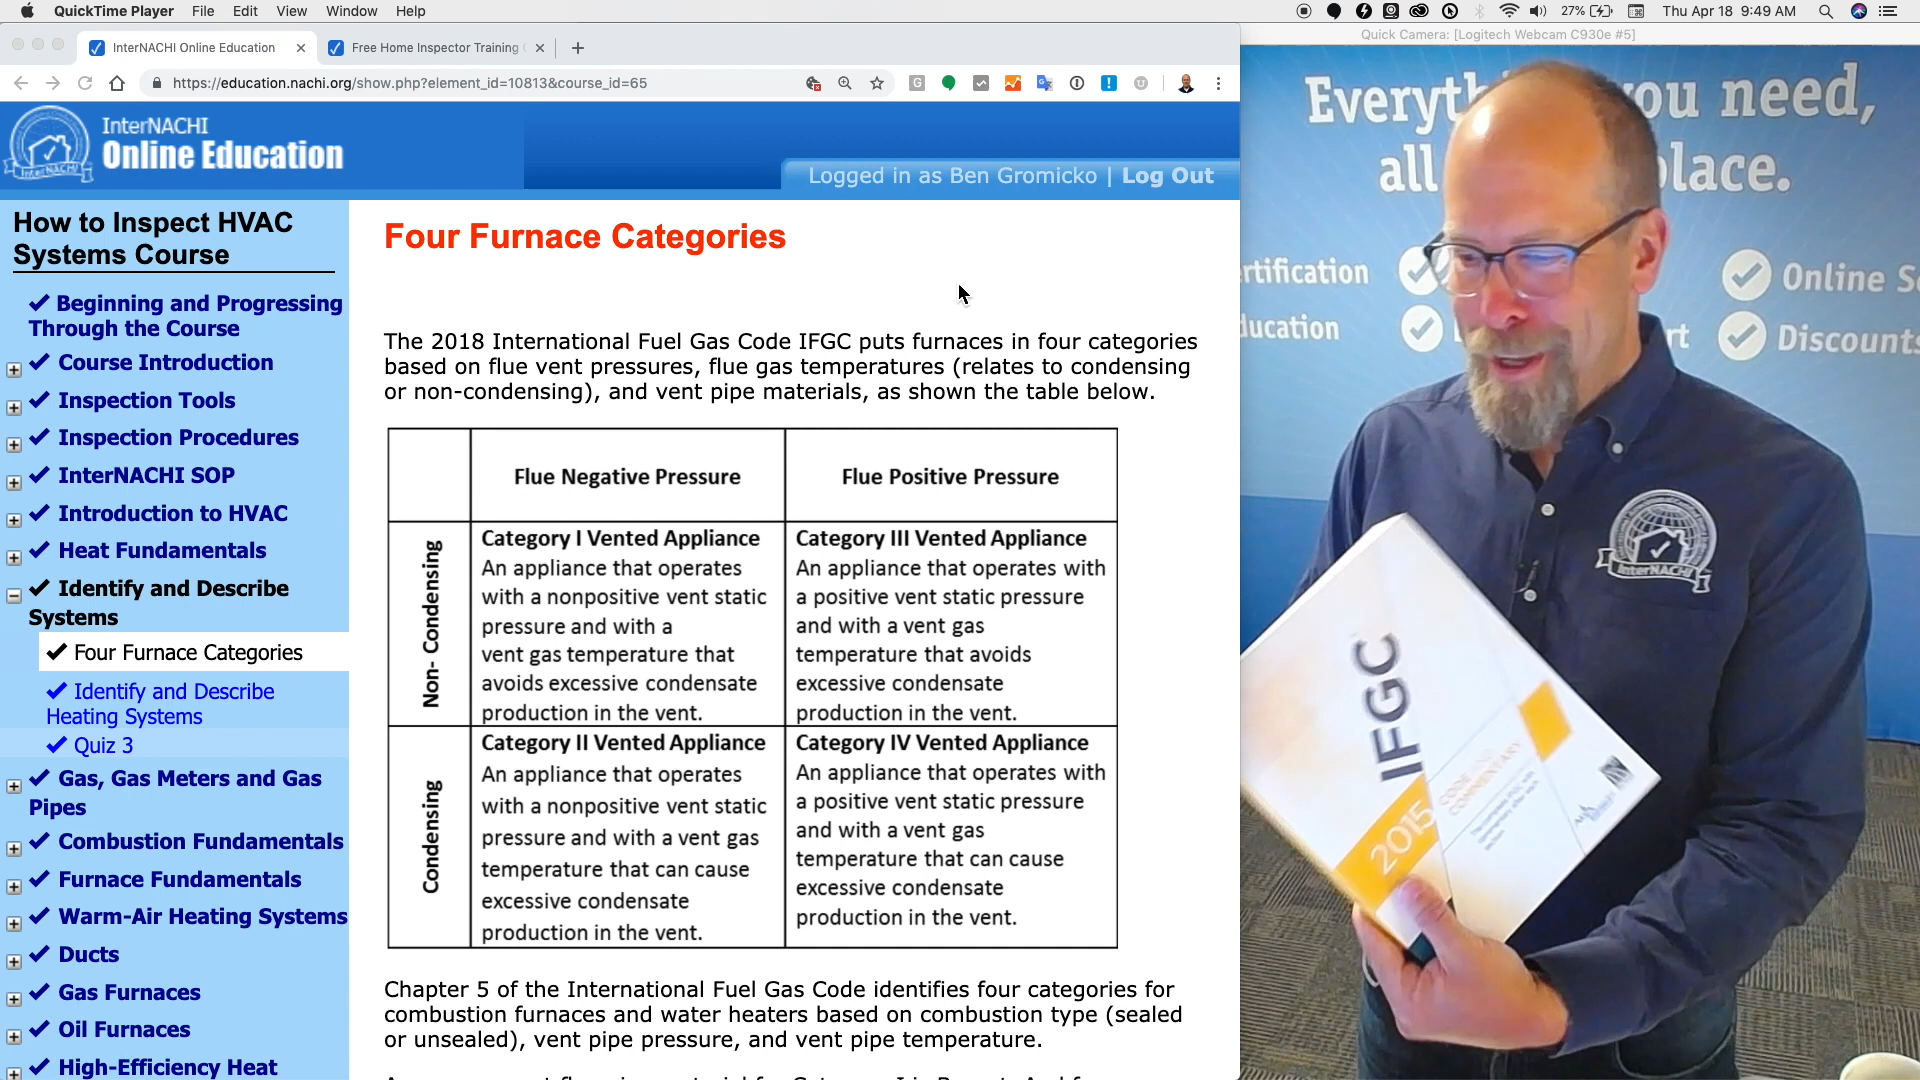 QuickTime Player File Edit View Window Help
27% Thu Apr 18 9:49 AM
Quick Camera: [Logitech Webcam C930e #5]
InterNACHI Online Education
Free Home Inspector Training
https://education.nachi.org/show.php?element_id=10813&course_id=65
InterNACHI
Online Education
InterNACHI
Logged in as Ben Gromicko | Log Out
How to Inspect HVAC
Systems Course
Beginning and Progressing
Through the Course
Course Introduction
Inspection Tools
Inspection Procedures
InterNACHI SOP
Introduction to HVAC
Heat Fundamentals
Identify and Describe
Systems
Four Furnace Categories
Identify and Describe
Heating Systems
Quiz 3
Gas, Gas Meters and Gas
Pipes
Combustion Fundamentals
Furnace Fundamentals
Warm-Air Heating Systems
Ducts
Gas Furnaces
Oil Furnaces
High-Efficiency Heat
Four Furnace Categories
The 2018 International Fuel Gas Code IFGC puts furnaces in four categories
based on flue vent pressures, flue gas temperatures (relates to condensing
or non-condensing), and vent pipe materials, as shown the table below.
Flue Negative Pressure
Flue Positive Pressure
Non- Condensing
Category I Vented Appliance
An appliance that operates
with a nonpositive vent static
pressure and with a
vent gas temperature that
avoids excessive condensate
production in the vent.
Category III Vented Appliance
An appliance that operates with
a positive vent static pressure
and with a vent gas
temperature that avoids
excessive condensate
production in the vent.
Condensing
Category II Vented Appliance
An appliance that operates
with a nonpositive vent static
pressure and with a vent gas
temperature that can cause
excessive condensate
production in the vent.
Category IV Vented Appliance
An appliance that operates with
a positive vent static pressure
and with a vent gas
temperature that can cause
excessive condensate
production in the vent.
Chapter 5 of the International Fuel Gas Code identifies four categories for
combustion furnaces and water heaters based on combustion type (sealed
or unsealed), vent pipe pressure, and vent pipe temperature.
you need,
all place.
Online
Discounts
InterNACHI
IFGC
2015
CODE AND
COMMENTARY